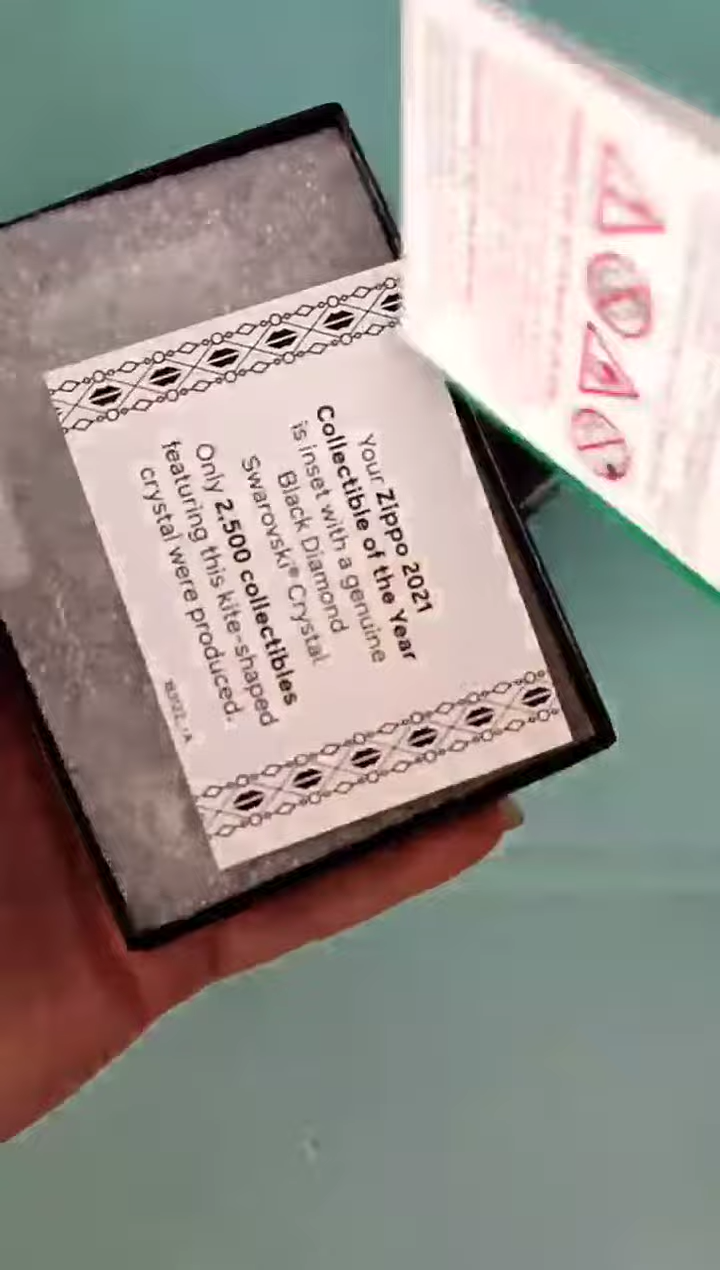 Your Zippo 2021
Collectible of the Year
is inset with a genuine
Black Diamond
Swarovski® Crystal.
Only 2,500 collectibles
featuring this kite-shaped
crystal were produced.